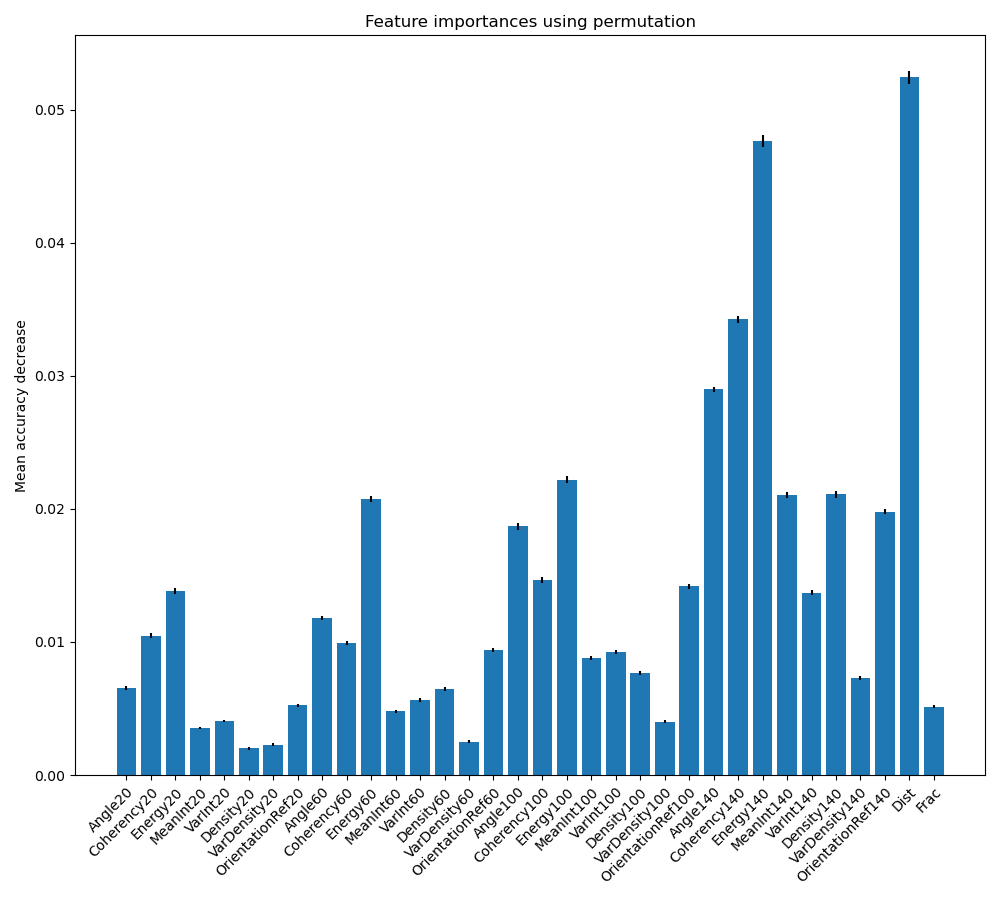 Feature importances using permutation
Mean accuracy decrease
0.05
0.04
0.03
0.02
0.01
0.00
Angle20
Coherency20
Energy20
MeanInt20
VarInt20
Density20
VarDensity20
OrientationRef20
Angle60
Coherency60
Energy60
MeanInt60
VarInt60
Density60
VarDensity60
OrientationRef60
Angle100
Coherency100
Energy100
MeanInt100
VarInt100
Density100
VarDensity100
OrientationRef100
Angle140
Coherency140
Energy140
MeanInt140
VarInt140
Density140
VarDensity140
OrientationRef140
Dist
Frac